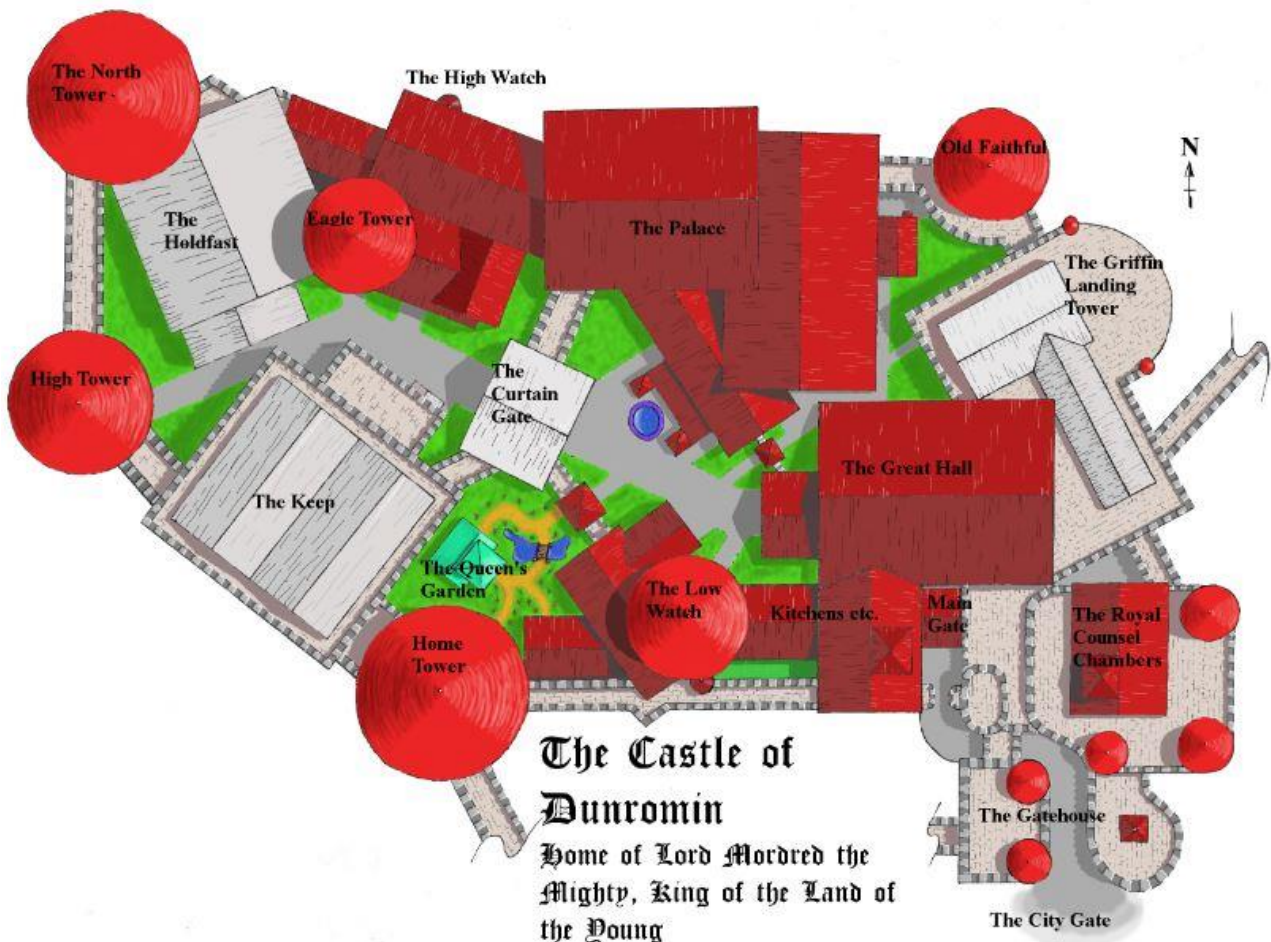 The North
Tower
The High Watch
Old Faithful
N
The
Holdfast
Eagle Tower
The Palace
The Griffin
Landing
Tower
High Tower
The
Curtain
Gate
The Keep
The Great Hall
The Queen's
Garden
The Low
Watch
Kitchens etc.
Main
Gate
The Royal
Counsel
Chambers
Home
Tower
The Gatehouse
The City Gate
The Castle of
Dunromin
Home of Lord Mordred the
Mighty, King of the Land of
the Young